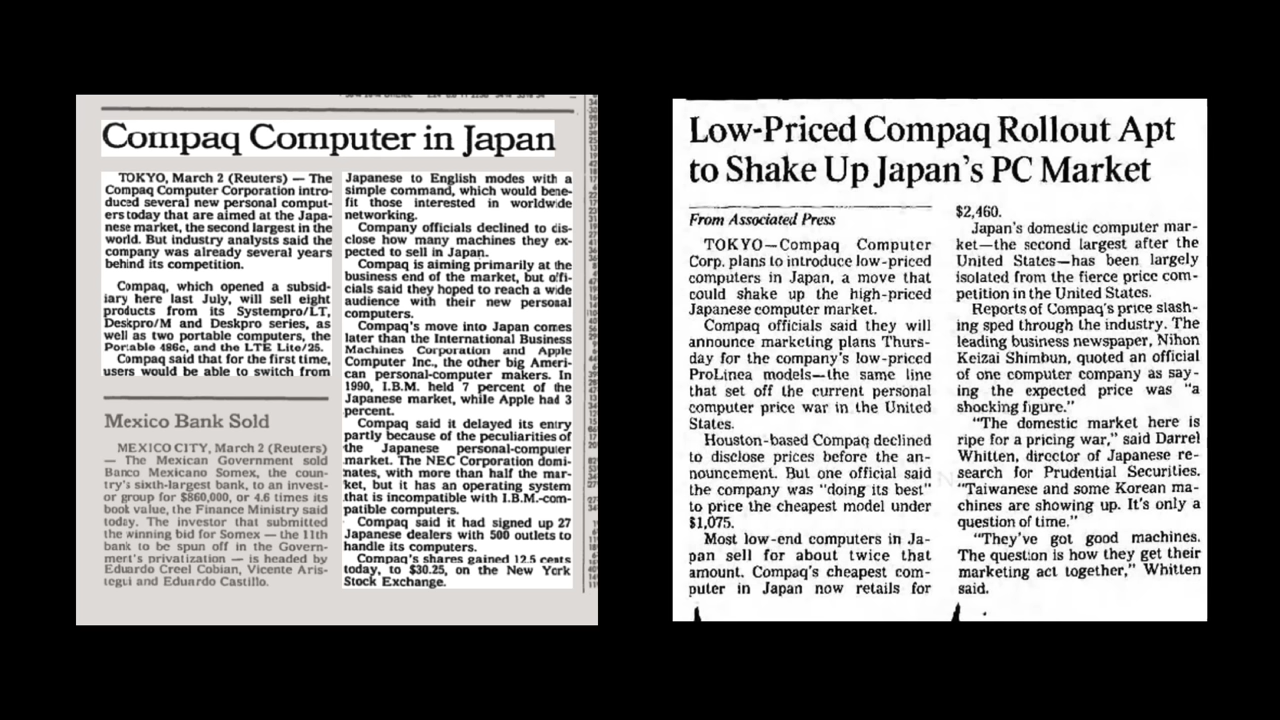 Compaq Computer in Japan
TOKYO, March 2 (Reuters) — The
Compaq Computer Corporation intro-
duced several new personal comput-
ers today that are aimed at the Japa-
nese market, the second largest in the
world. But industry analysts said the
company was already several years
behind its competition.
Compaq, which opened a subsid-
iary here last July, will sell eight
products from its Systempro/LT,
Deskpro/M and Deskpro series, as
well as two portable computers, the
Portable 486c, and the LTE Lite/25.
Compaq said that for the first time,
users would be able to switch from
Japanese to English modes with a
simple command, which would bene-
fit those interested in worldwide
networking.
Company officials declined to dis-
close how many machines they ex-
pected to sell in Japan.
Compaq is aiming primarily at the
business end of the market, but offi-
cials said they hoped to reach a wide
audience with their new personal
computers.
Compaq's move into Japan comes
later than the International Business
Machines Corporation and Apple
Computer Inc., the other big Ameri-
can personal-computer makers. In
1990, I.B.M. held 7 percent of the
Japanese market, while Apple had 3
percent.
Compaq said it delayed its entry
partly because of the peculiarities of
the Japanese personal-computer
market. The NEC Corporation domi-
nates, with more than half the mar-
ket, but it has an operating system
that is incompatible with I.B.M.-com-
patible computers.
Compaq said it had signed up 27
Japanese dealers with 500 outlets to
handle its computers.
Compaq's shares gained 12.5 cents
today, to $30.25, on the New York
Stock Exchange.
Mexico Bank Sold
MEXICO CITY, March 2 (Reuters)
— The Mexican Government sold
Banco Mexicano Somex, the coun-
try's sixth-largest bank, to an invest-
or group for $860,000, or 4.6 times its
book value, the Finance Ministry said
today. The investor that submitted
the winning bid for Somex — the 11th
bank to be spun off in the Govern-
ment's privatization — is headed by
Eduardo Creel Cobian, Vicente Aris-
tegui and Eduardo Castillo.
Low-Priced Compaq Rollout Apt
to Shake Up Japan's PC Market
From Associated Press
TOKYO—Compaq Computer
Corp. plans to introduce low-priced
computers in Japan, a move that
could shake up the high-priced
Japanese computer market.
Compaq officials said they will
announce marketing plans Thurs-
day for the company's low-priced
ProLinea models—the same line
that set off the current personal
computer price war in the United
States.
Houston-based Compaq declined
to disclose prices before the an-
nouncement. But one official said
the company was "doing its best"
to price the cheapest model under
$1,075.
Most low-end computers in Ja-
pan sell for about twice that
amount. Compaq's cheapest com-
puter in Japan now retails for
$2,460.
Japan's domestic computer mar-
ket—the second largest after the
United States—has been largely
isolated from the fierce price com-
petition in the United States.
Reports of Compaq's price slash-
ing sped through the industry. The
leading business newspaper, Nihon
Keizai Shimbun, quoted an official
of one computer company as say-
ing the expected price was "a
shocking figure."
"The domestic market here is
ripe for a pricing war," said Darrel
Whitten, director of Japanese re-
search for Prudential Securities.
"Taiwanese and some Korean ma-
chines are showing up. It's only a
question of time."
"They've got good machines.
The question is how they get their
marketing act together," Whitten
said.